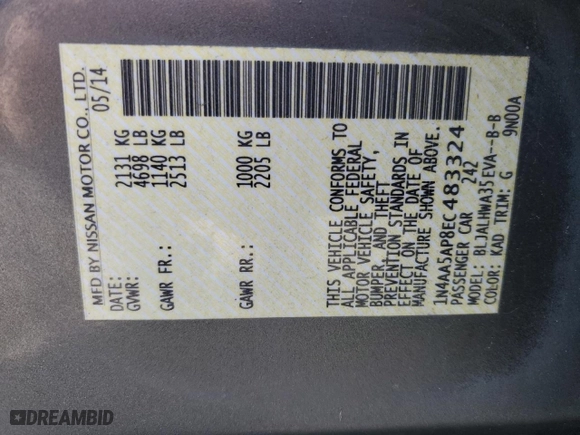 MFD BY NISSAN MOTOR CO., LTD.
DATE: 05/14
GVWR: 2131 KG
4698 LB
GAWR FR: 1140 KG
2513 LB
GAWR RR: 1000 KG
2205 LB
THIS VEHICLE CONFORMS TO
ALL APPLICABLE FEDERAL
MOTOR VEHICLE SAFETY,
BUMPER, AND THEFT
PREVENTION STANDARDS IN
EFFECT ON THE DATE OF
MANUFACTURE SHOWN ABOVE.
1N4AA5AP8EC483324
PASSENGER CAR 242
MODEL: BLJALHWA35EVA--B-B
COLOR: KAD TRIM: G 9N00A
DREAMBID